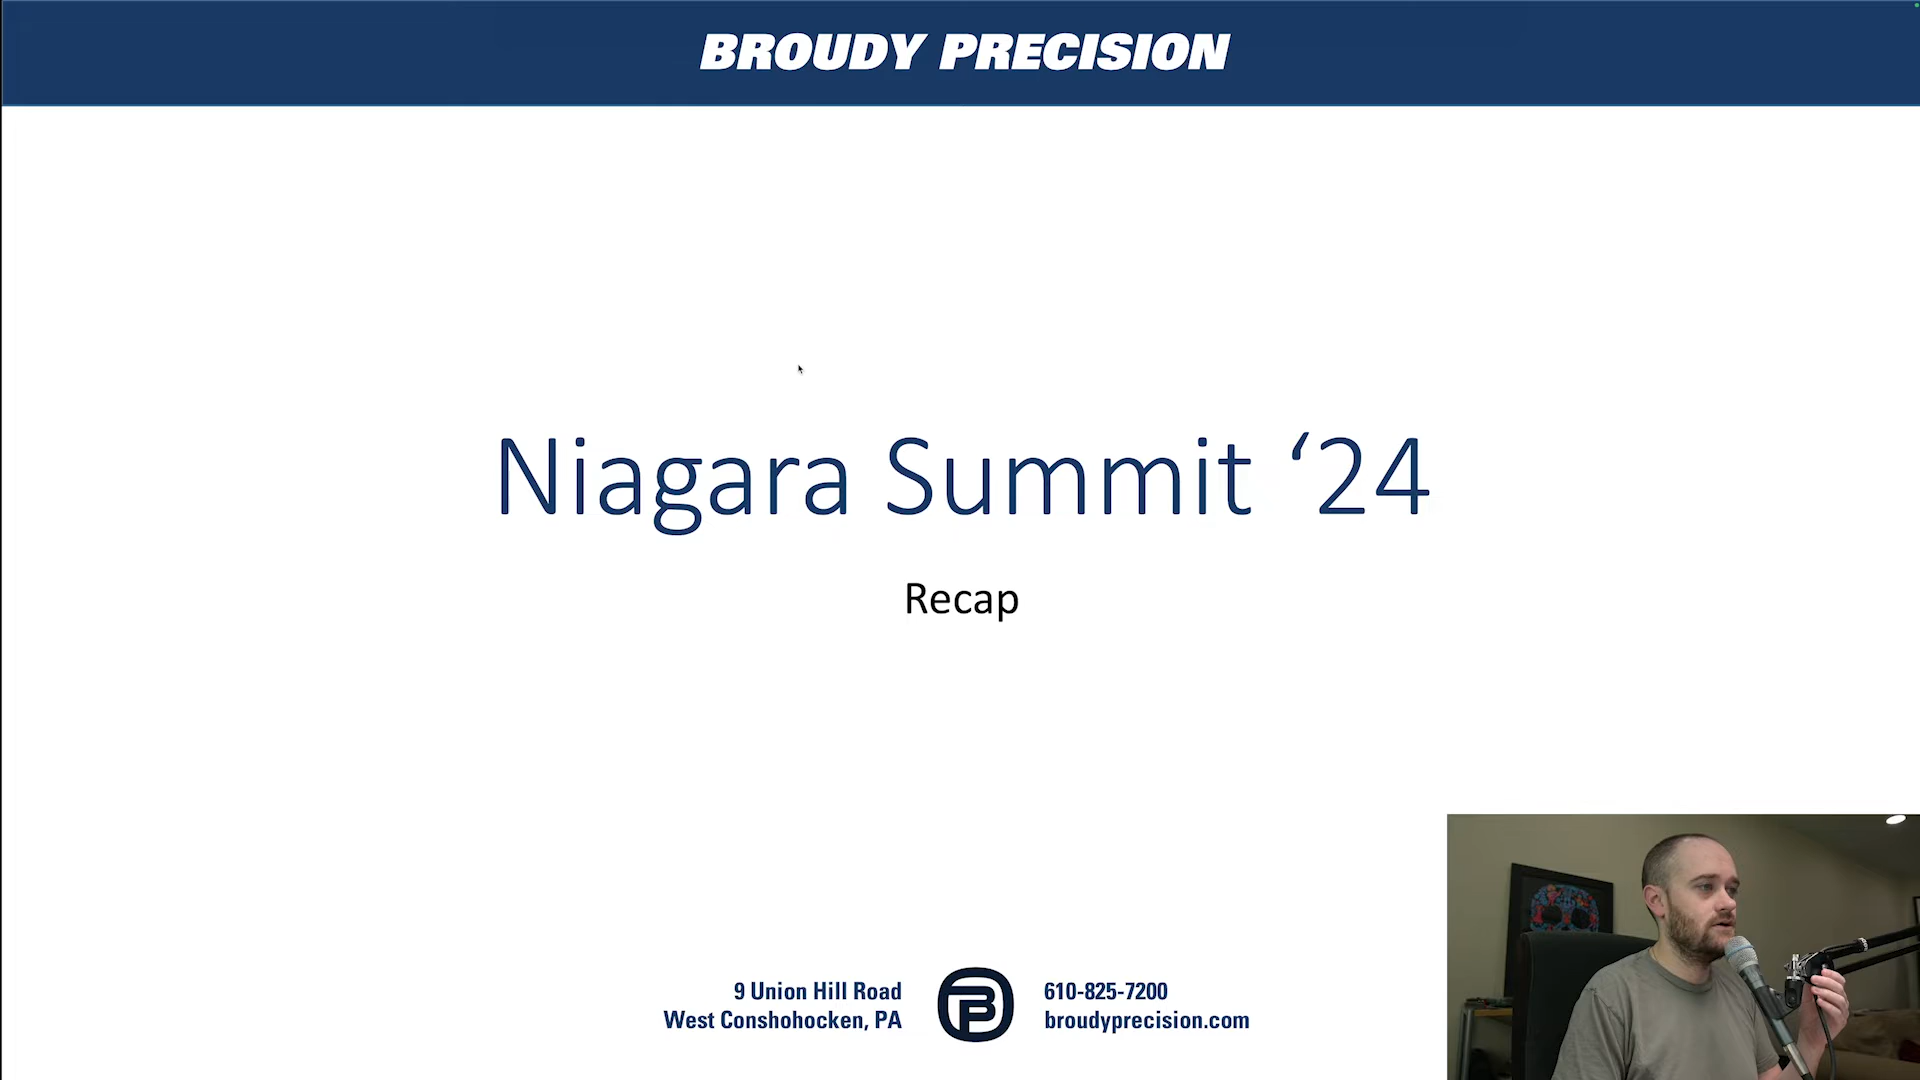 BROUDY PRECISION
Niagara Summit ‘24
Recap
9 Union Hill Road
West Conshohocken, PA
610-825-7200
broudyprecision.com